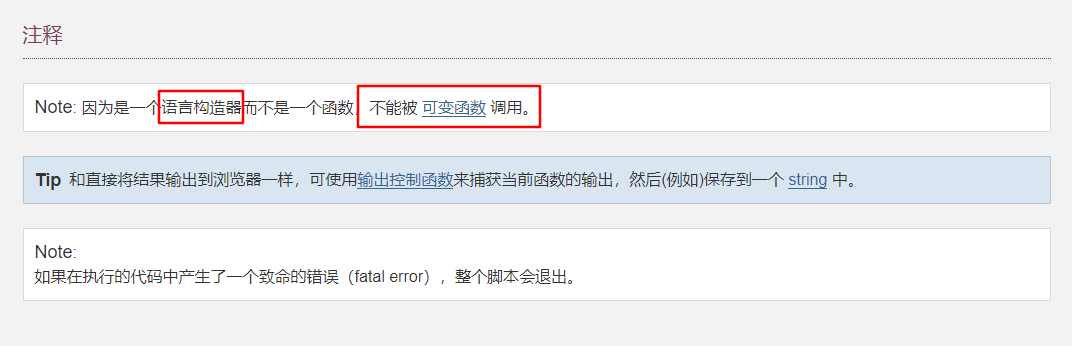 注释
Note: 因为是一个语言构造器而不是一个函数，不能被 可变函数 调用。
Tip 和直接将结果输出到浏览器一样，可使用输出控制函数来捕获当前函数的输出，然后(例如)保存到一个 string 中。
Note:
如果在执行的代码中产生了一个致命的错误（fatal error），整个脚本会退出。